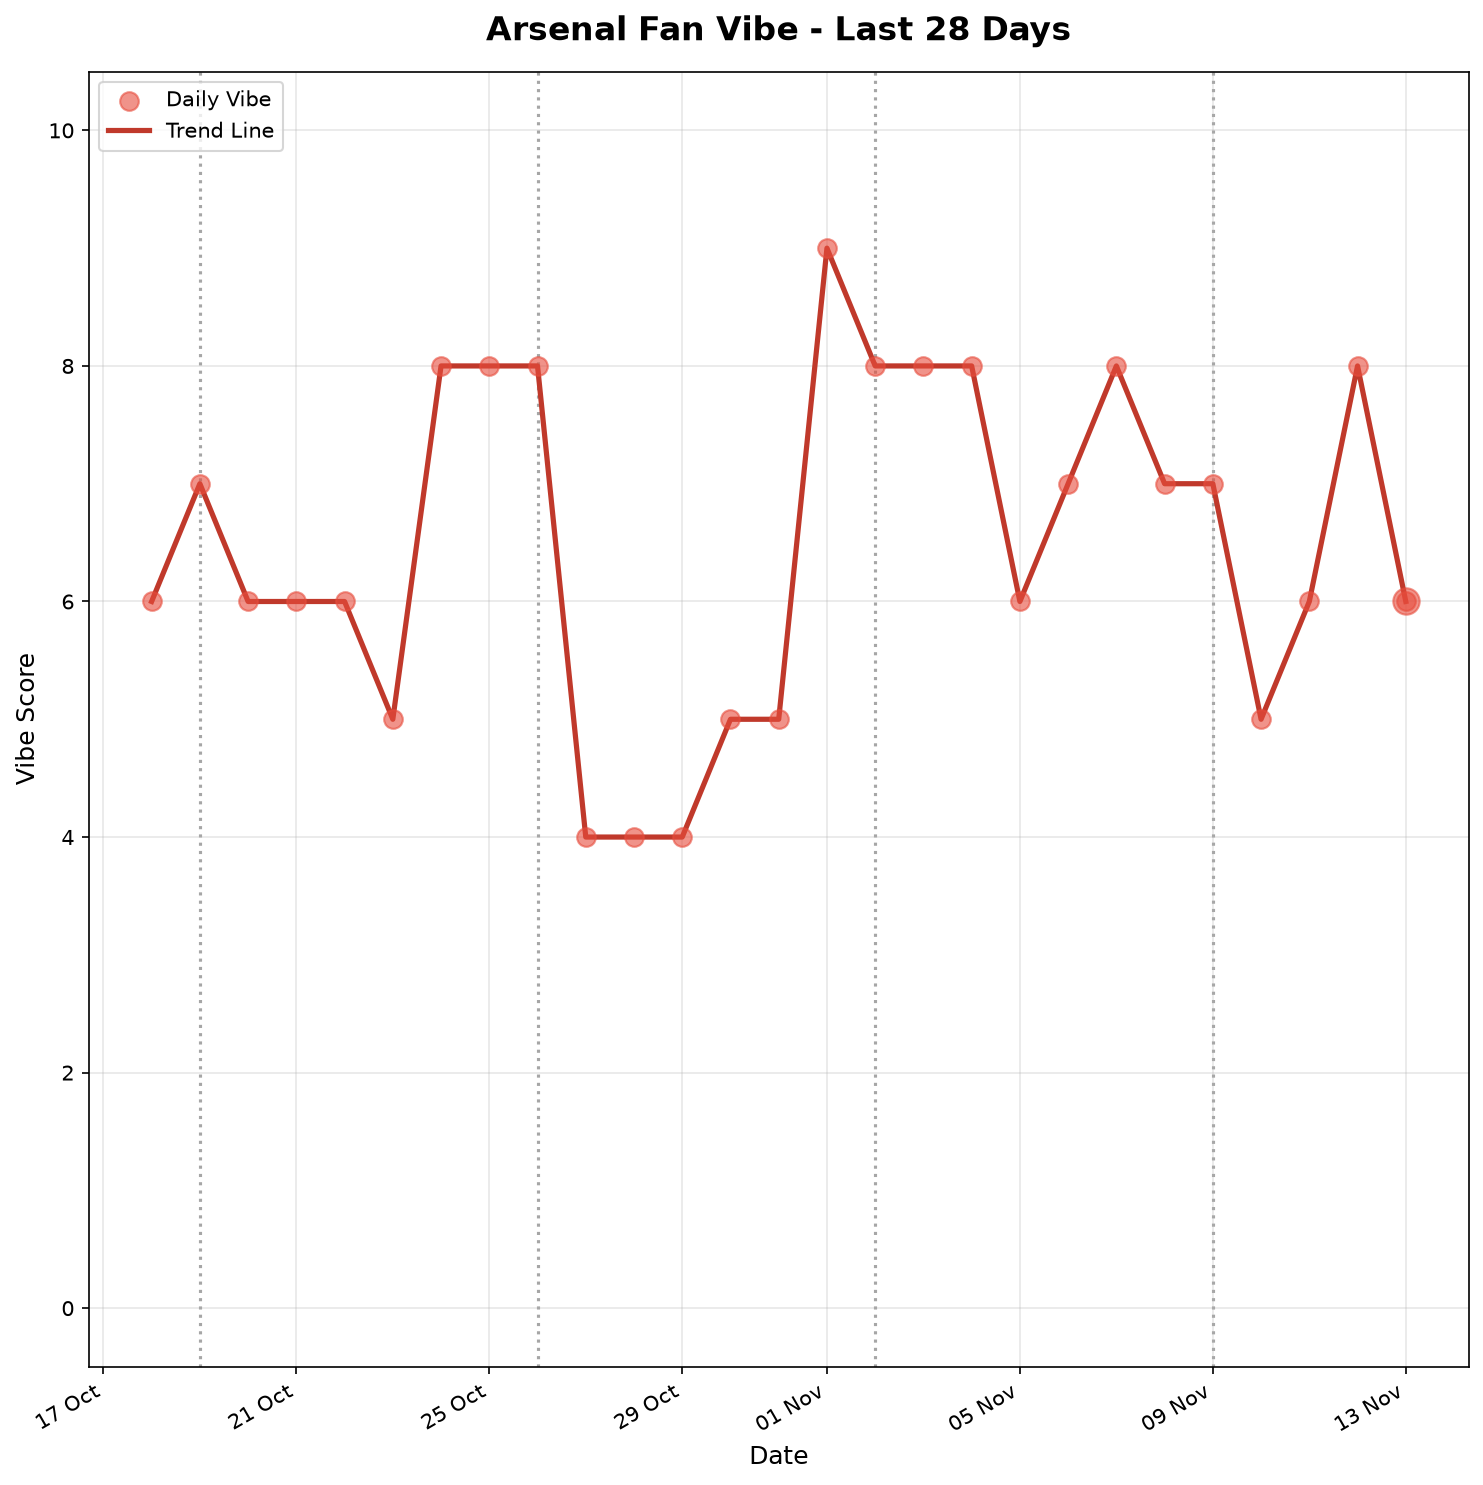 Arsenal Fan Vibe - Last 28 Days
Daily Vibe
Trend Line
10
8
6
4
2
0
Vibe Score
17 Oct
21 Oct
25 Oct
29 Oct
01 Nov
05 Nov
09 Nov
13 Nov
Date